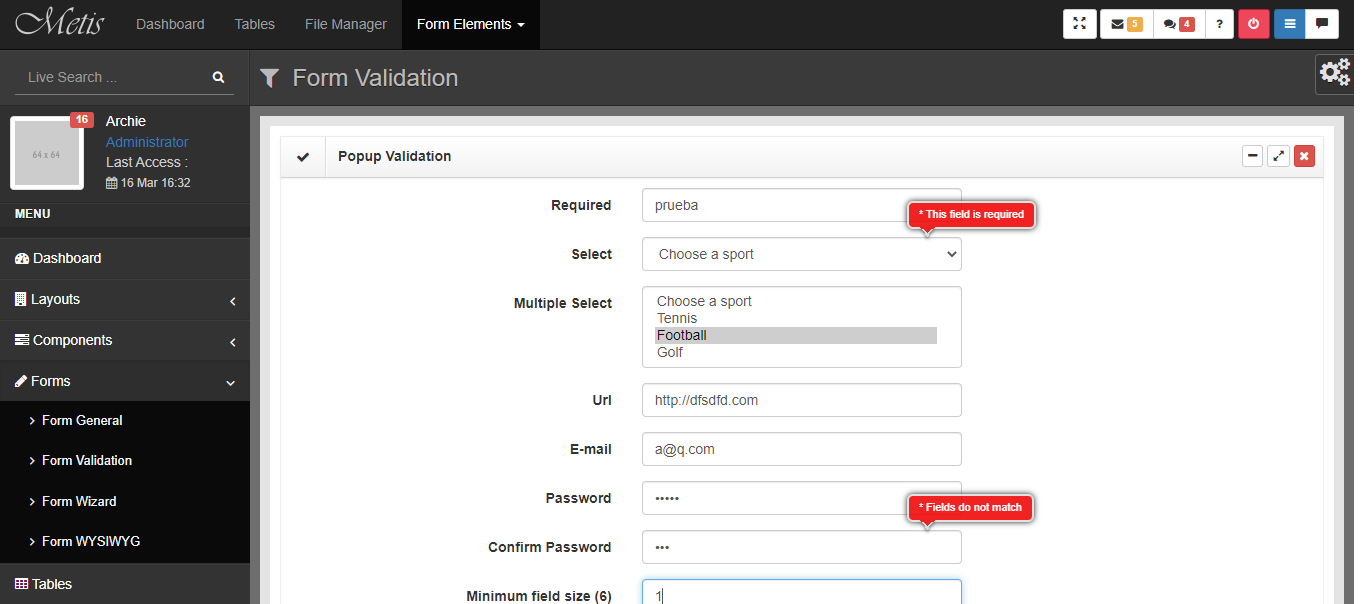 Metis Dashboard Tables File Manager Form Elements 5 4 ?
Live Search ...
Form Validation
16
64 x 64
Archie
Administrator
Last Access :
16 Mar 16:32
MENU
Dashboard
Layouts
Components
Forms
Form General
Form Validation
Form Wizard
Form WYSIWYG
Tables
Popup Validation
Required prueba
* This field is required
Select Choose a sport
Multiple Select Choose a sport
Tennis
Football
Golf
Url http://dfsdfd.com
E-mail a@q.com
Password •••••
* Fields do not match
Confirm Password •••
Minimum field size (6) 1